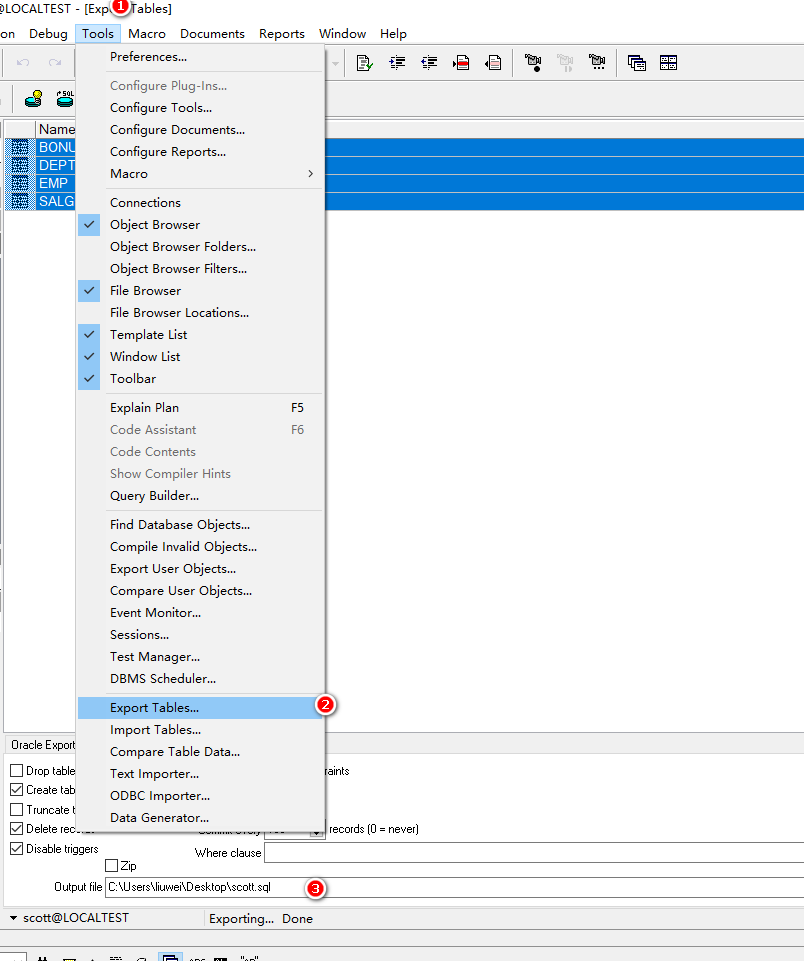 @LOCALTEST - [Exp Tables]
1
on Debug Tools Macro Documents Reports Window Help
Preferences...
Configure Plug-Ins...
SQL
Configure Tools...
Name
Configure Documents...
BONU
Configure Reports...
DEPT
Macro
EMP
SALG
Connections
Object Browser
Object Browser Folders...
Object Browser Filters...
File Browser
File Browser Locations...
Template List
Window List
Toolbar
Explain Plan F5
Code Assistant F6
Code Contents
Show Compiler Hints
Query Builder...
Find Database Objects...
Compile Invalid Objects...
Export User Objects...
Compare User Objects...
Event Monitor...
Sessions...
Test Manager...
DBMS Scheduler...
Export Tables... 2
Import Tables...
Oracle Export
Compare Table Data...
Drop table
Text Importer...
raints
Create tab
ODBC Importer...
Truncate t
Data Generator...
Delete records
records (0 = never)
Disable triggers
Where clause
Zip
Output file C:\Users\liuwei\Desktop\scott.sql 3
scott@LOCALTEST Exporting... Done